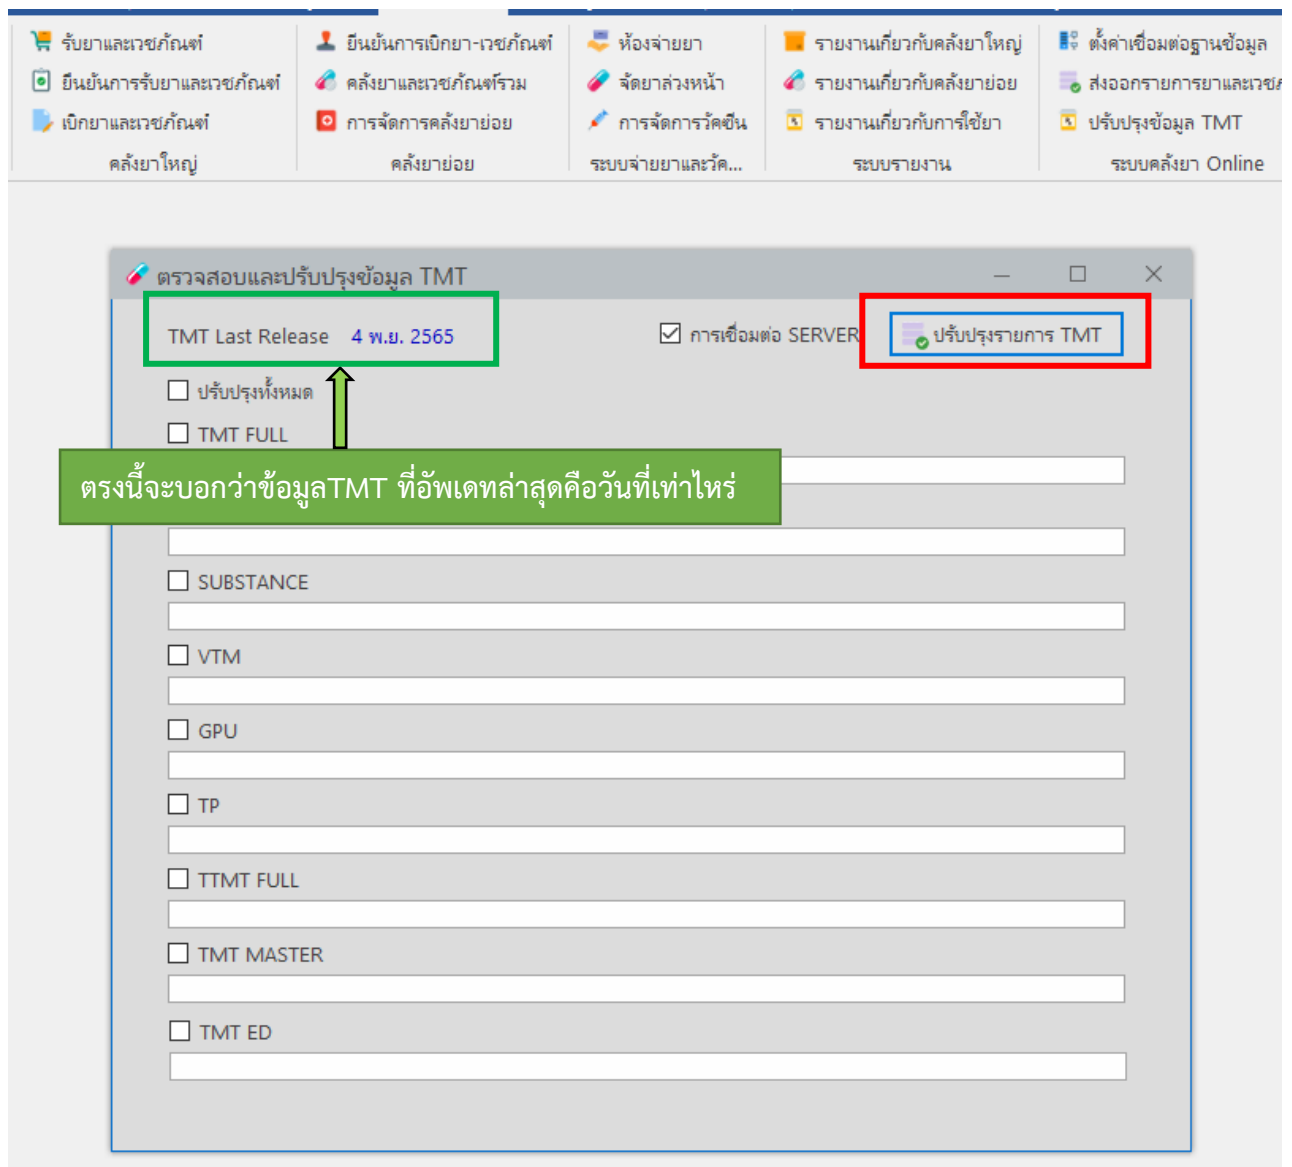 รับยาและเวชภัณฑ์
ยืนยันการเบิกยา-เวชภัณฑ์
ห้องจ่ายยา
รายงานเกี่ยวกับคลังยาใหญ่
ตั้งค่าเชื่อมต่อฐานข้อมูล
ยืนยันการรับยาและเวชภัณฑ์
คลังยาและเวชภัณฑ์รวม
จัดยาล่วงหน้า
รายงานเกี่ยวกับคลังยาย่อย
ส่งออกรายการยาและเวชภ
เบิกยาและเวชภัณฑ์
การจัดการคลังยาย่อย
การจัดการวัคซีน
รายงานเกี่ยวกับการใช้ยา
ปรับปรุงข้อมูล TMT
คลังยาใหญ่
คลังยาย่อย
ระบบจ่ายยาและวัค...
ระบบรายงาน
ระบบคลังยา Online
ตรวจสอบและปรับปรุงข้อมูล TMT
TMT Last Release 4 พ.ย. 2565
การเชื่อมต่อ SERVER
ปรับปรุงรายการ TMT
ปรับปรุงทั้งหมด
TMT FULL
ตรงนี้จะบอกว่าข้อมูลTMT ที่อัพเดทล่าสุดคือวันที่เท่าไหร่
SUBSTANCE
VTM
GPU
TP
TTMT FULL
TMT MASTER
TMT ED